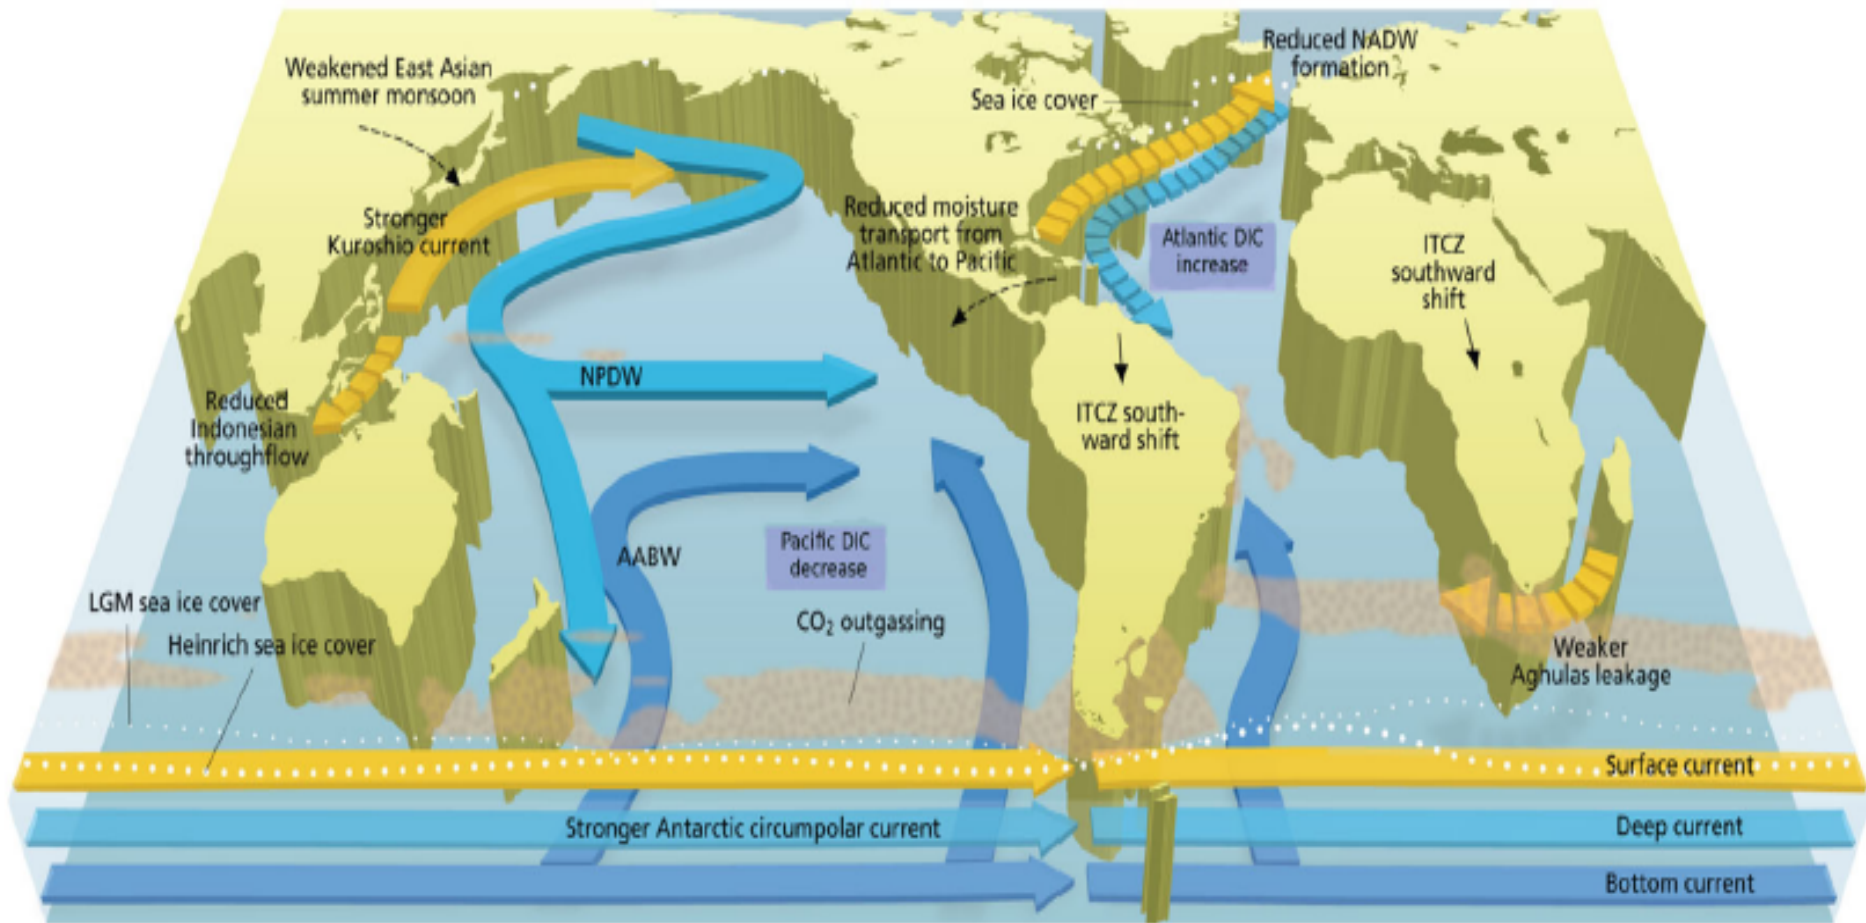 Weakened East Asian
summer monsoon
Reduced NADW
formation
Sea ice cover
Stronger
Kuroshio current
Reduced moisture
transport from
Atlantic to Pacific
Atlantic DIC
increase
ITCZ
southward
shift
Reduced
Indonesian
throughflow
NPDW
ITCZ south-
ward shift
AABW
Pacific DIC
decrease
LGM sea ice cover
Heinrich sea ice cover
CO₂ outgassing
Weaker
Aghulas leakage
Surface current
Stronger Antarctic circumpolar current
Deep current
Bottom current